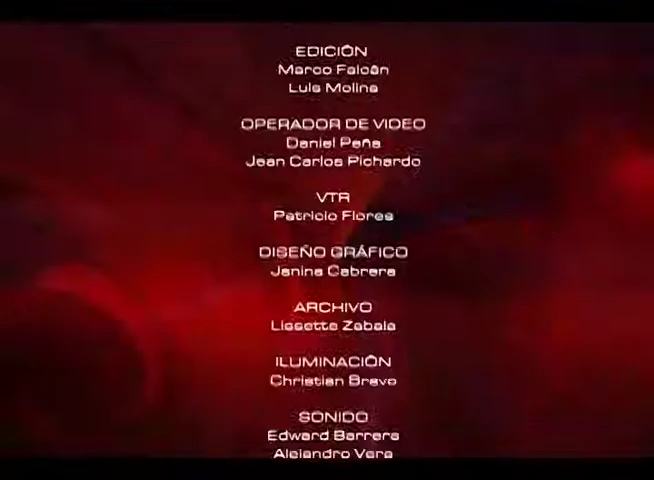 EDICIÓN
Marco Falcón
Luis Molina
OPERADOR DE VIDEO
Daniel Peña
Jean Carlos Pichardo
VTR
Patricio Flores
DISEÑO GRÁFICO
Janina Cabrera
ARCHIVO
Lissette Zabala
ILUMINACIÓN
Christian Bravo
SONIDO
Edward Barrera
Alejandro Vera